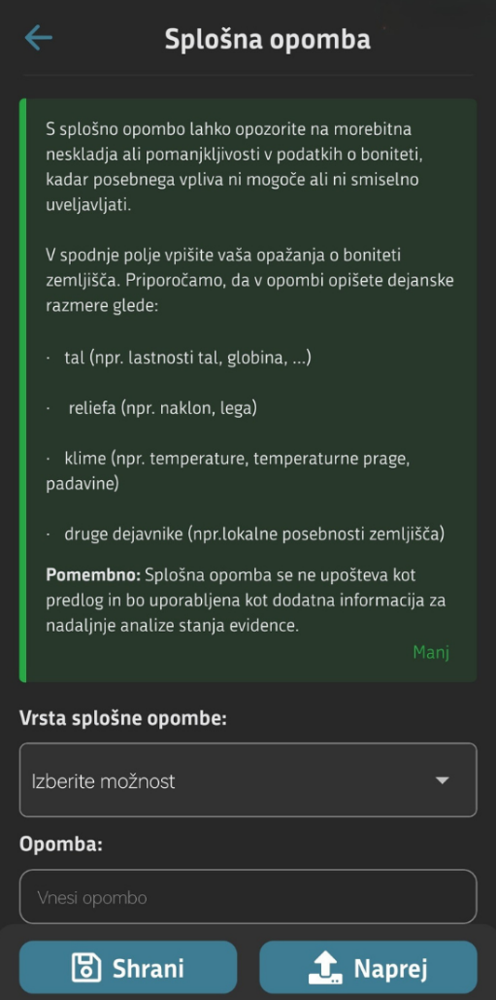 Splošna opomba
S splošno opombo lahko opozorite na morebitna
neskladja ali pomanjkljivosti v podatkih o boniteti,
kadar posebnega vpliva ni mogoče ali ni smiselno
uveljavljati.
V spodnje polje vpišite vaša opažanja o boniteti
zemljišča. Priporočamo, da v opombi opišete dejanske
razmere glede:
· tal (npr. lastnosti tal, globina, ...)
· reliefa (npr. naklon, lega)
· klime (npr. temperature, temperaturne prage,
padavine)
· druge dejavnike (npr.lokalne posebnosti zemljišča)
Pomembno: Splošna opomba se ne upošteva kot
predlog in bo uporabljena kot dodatna informacija za
nadaljnje analize stanja evidence.
Manj
Vrsta splošne opombe:
Izberite možnost
Opomba:
Vnesi opombo
Shrani
Naprej